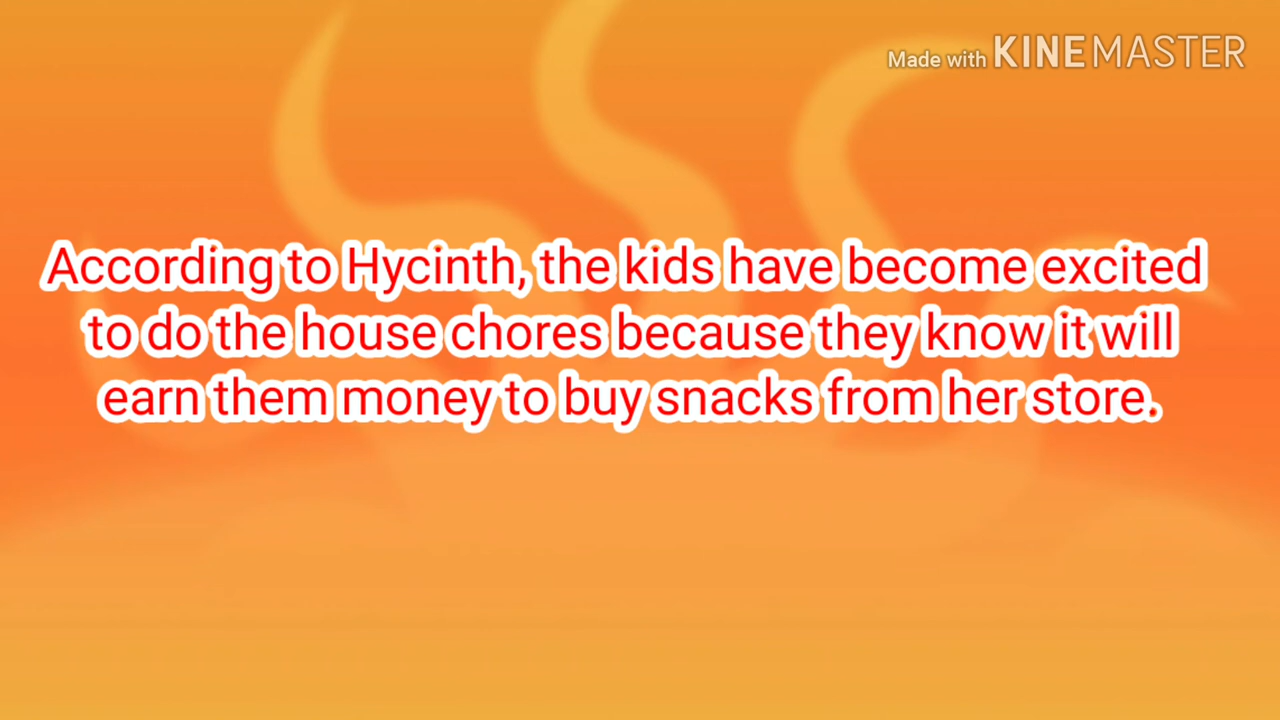 Made with KINEMASTER
According to Hycinth, the kids have become excited
to do the house chores because they know it will
earn them money to buy snacks from her store.